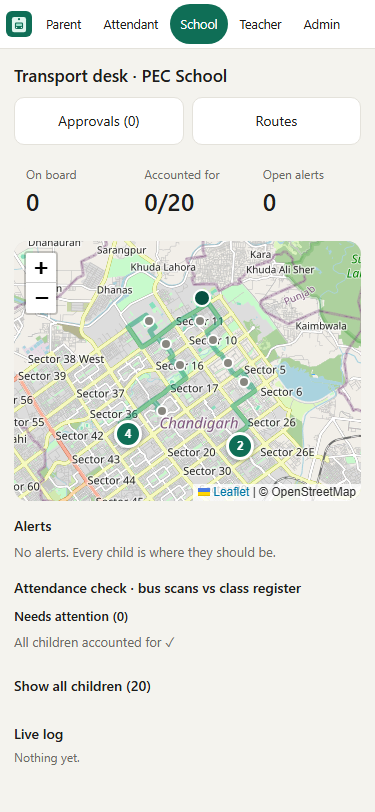 Parent Attendant School Teacher Admin
Transport desk · PEC School
Approvals (0) Routes
On board Accounted for Open alerts
0 0/20 0
Dhanauran
Sarangpur
Kara
Khuda Lahora
Khuda Ali Sher
+
Dhanas
Punjab
−
Sector 11
Kaimbwala
Sector 10
Sector 38 West
Sector 16
Sector 5
Sector 39
Sector 17
Sector 37
Sector 6
Sector 36
Chandigarh
Sector 26
4
Sector 42
2
Sector 43
Sector 20
Sector 26E
Sector 44
Sector 30
or 60
Sector 45
Leaflet | © OpenStreetMap
Alerts
No alerts. Every child is where they should be.
Attendance check · bus scans vs class register
Needs attention (0)
All children accounted for ✓
Show all children (20)
Live log
Nothing yet.